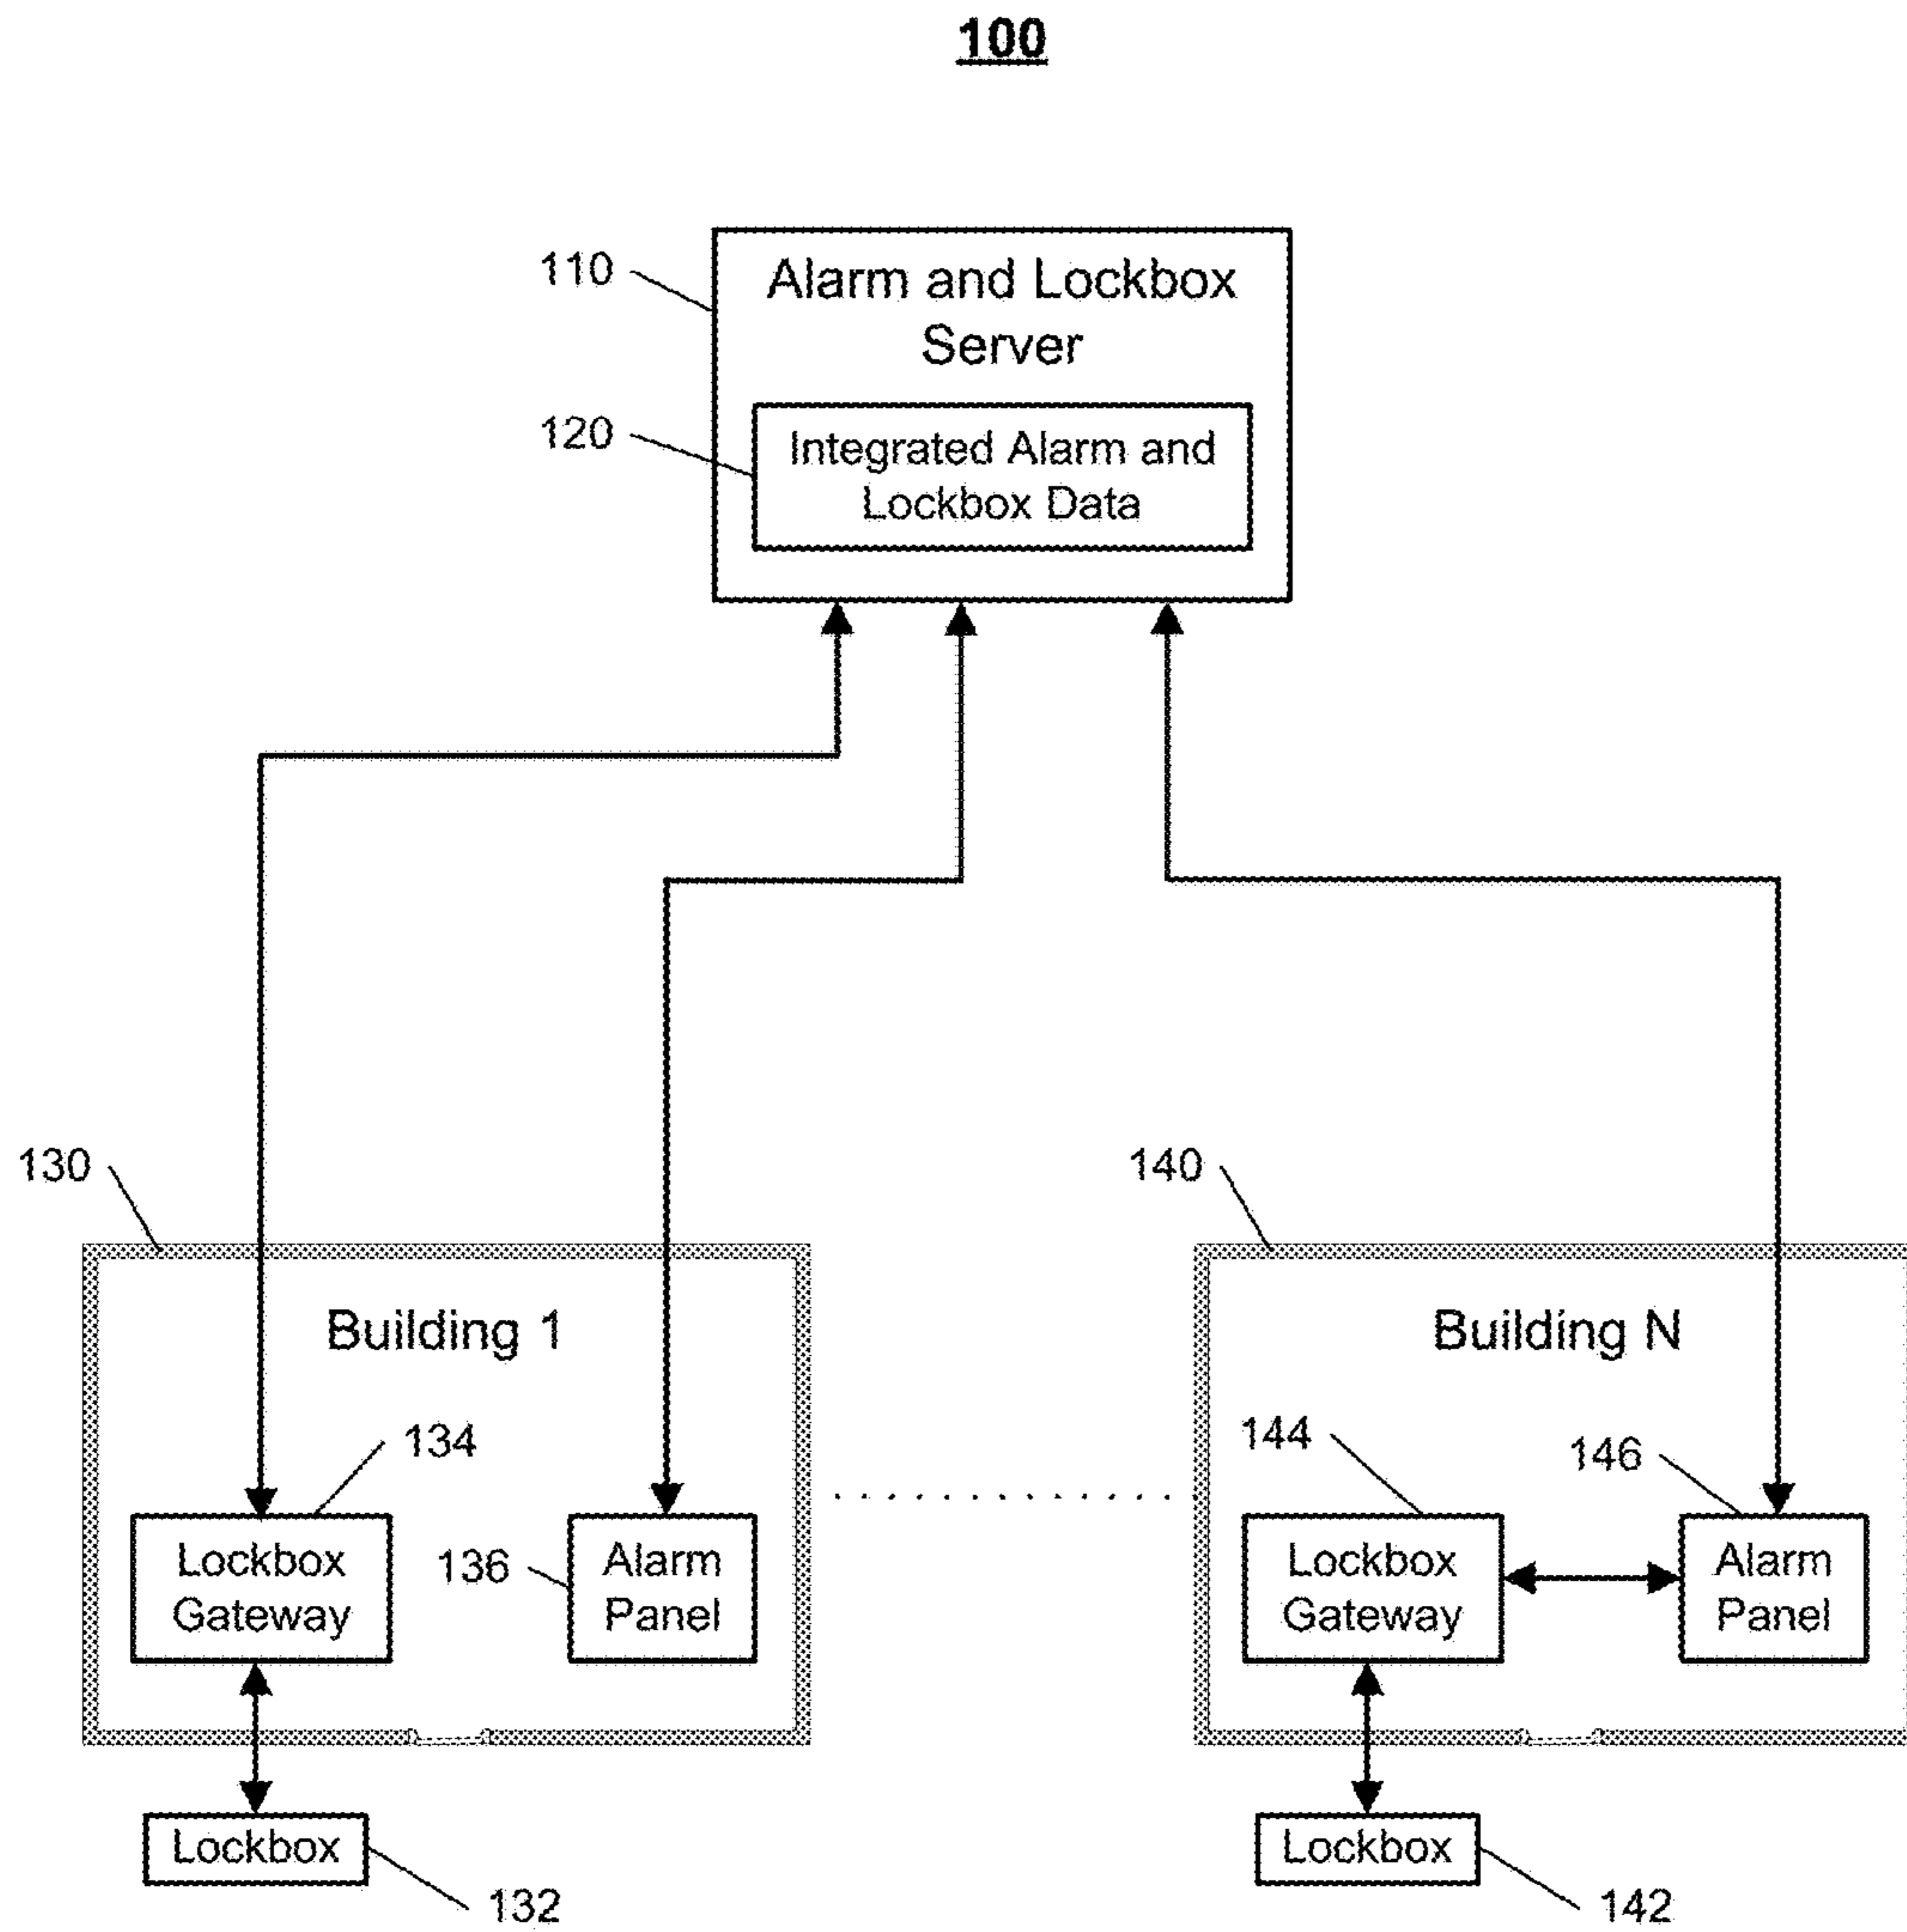 100
110
Alarm and Lockbox
Server
120
Integrated Alarm and
Lockbox Data
130
140
Building 1
Building N
134
144
146
Lockbox
Gateway
136
Alarm
Panel
Lockbox
Gateway
Alarm
Panel
Lockbox
132
Lockbox
142